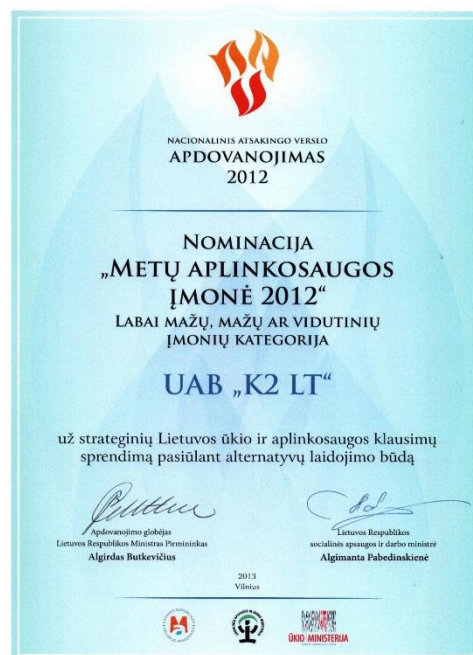 NACIONALINIS ATSAKINGO VERSLO
APDOVANOJIMAS
2012
NOMINACIJA
„METŲ APLINKOSAUGOS
ĮMONĖ 2012“
LABAI MAŽŲ, MAŽŲ AR VIDUTINIŲ
ĮMONIŲ KATEGORIJA
UAB „K2 LT“
už strateginių Lietuvos ūkio ir aplinkosaugos klausimų
sprendimą pasiūlant alternatyvų laidojimo būdą
Apdovanojimo globėjas
Lietuvos Respublikos Ministras Pirmininkas
Algirdas Butkevičius
Lietuvos Respublikos
socialinės apsaugos ir darbo ministrė
Algimanta Pabedinskienė
2013
Vilnius
ŪKIO MINISTERIJA